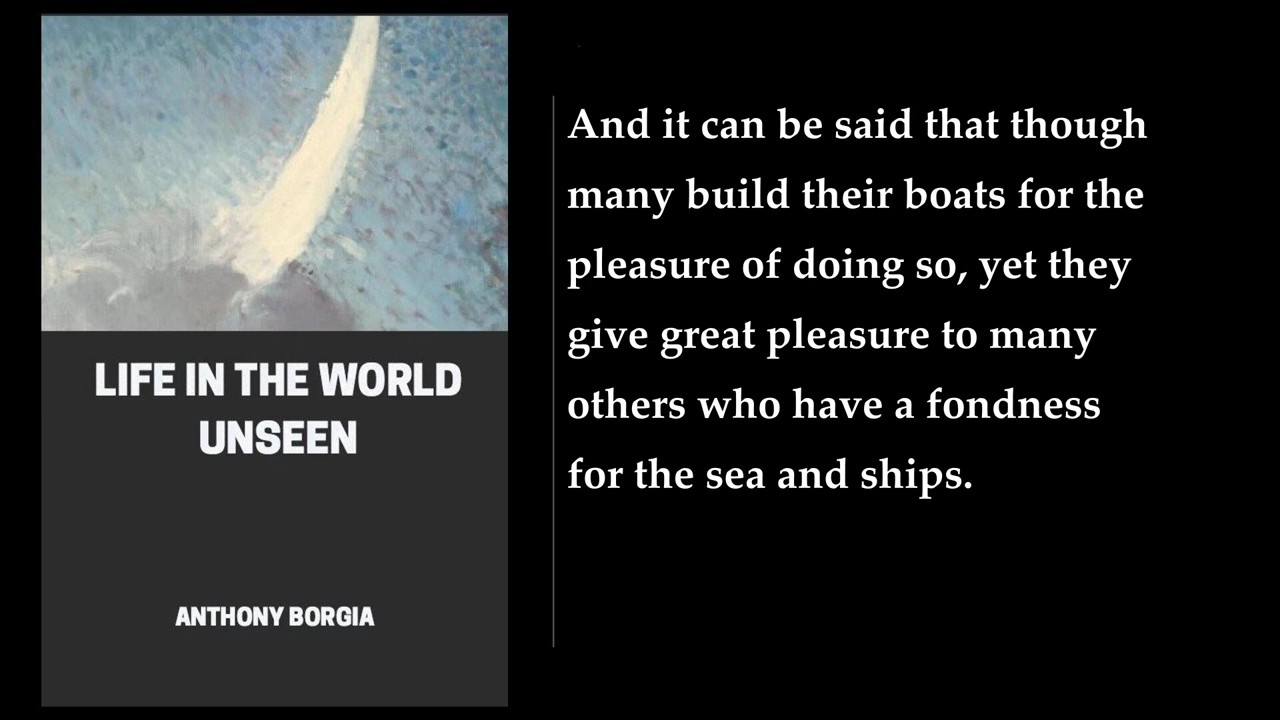 LIFE IN THE WORLD
UNSEEN
ANTHONY BORGIA
And it can be said that though
many build their boats for the
pleasure of doing so, yet they
give great pleasure to many
others who have a fondness
for the sea and ships.